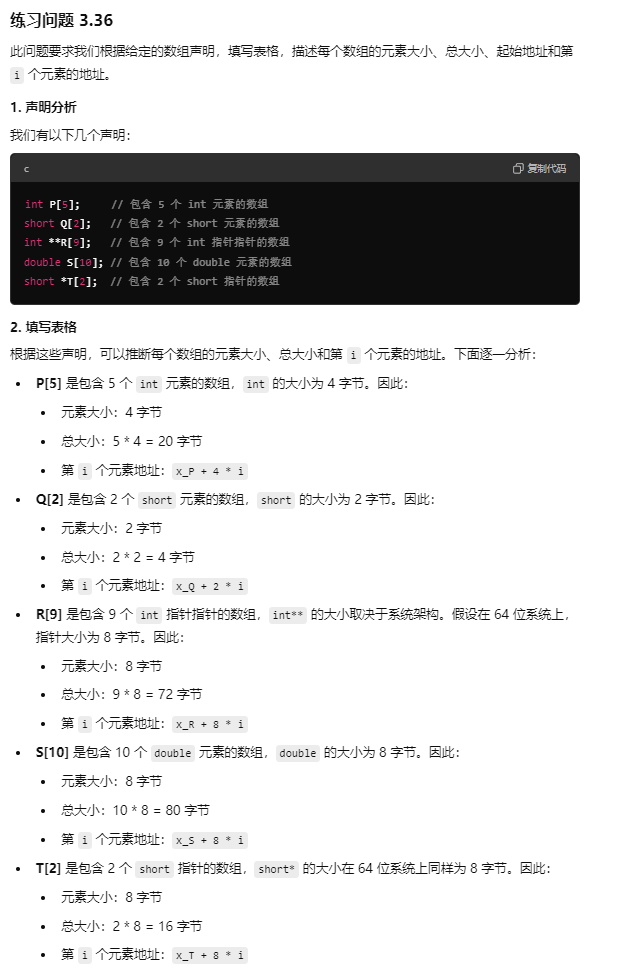 练习问题 3.36
此问题要求我们根据给定的数组声明，填写表格，描述每个数组的元素大小、总大小、起始地址和第
i 个元素的地址。
1. 声明分析
我们有以下几个声明：
c 复制代码
int P[5]; // 包含 5 个 int 元素的数组
short Q[2]; // 包含 2 个 short 元素的数组
int **R[9]; // 包含 9 个 int 指针指针的数组
double S[10]; // 包含 10 个 double 元素的数组
short *T[2]; // 包含 2 个 short 指针的数组
2. 填写表格
根据这些声明，可以推断每个数组的元素大小、总大小和第 i 个元素的地址。下面逐一分析：
• P[5] 是包含 5 个 int 元素的数组，int 的大小为 4 字节。因此：
• 元素大小：4 字节
• 总大小：5 * 4 = 20 字节
• 第 i 个元素地址：x_P + 4 * i
• Q[2] 是包含 2 个 short 元素的数组，short 的大小为 2 字节。因此：
• 元素大小：2 字节
• 总大小：2 * 2 = 4 字节
• 第 i 个元素地址：x_Q + 2 * i
• R[9] 是包含 9 个 int 指针指针的数组，int** 的大小取决于系统架构。假设在 64 位系统上，
指针大小为 8 字节。因此：
• 元素大小：8 字节
• 总大小：9 * 8 = 72 字节
• 第 i 个元素地址：x_R + 8 * i
• S[10] 是包含 10 个 double 元素的数组，double 的大小为 8 字节。因此：
• 元素大小：8 字节
• 总大小：10 * 8 = 80 字节
• 第 i 个元素地址：x_S + 8 * i
• T[2] 是包含 2 个 short 指针的数组，short* 的大小在 64 位系统上同样为 8 字节。因此：
• 元素大小：8 字节
• 总大小：2 * 8 = 16 字节
• 第 i 个元素地址：x_T + 8 * i